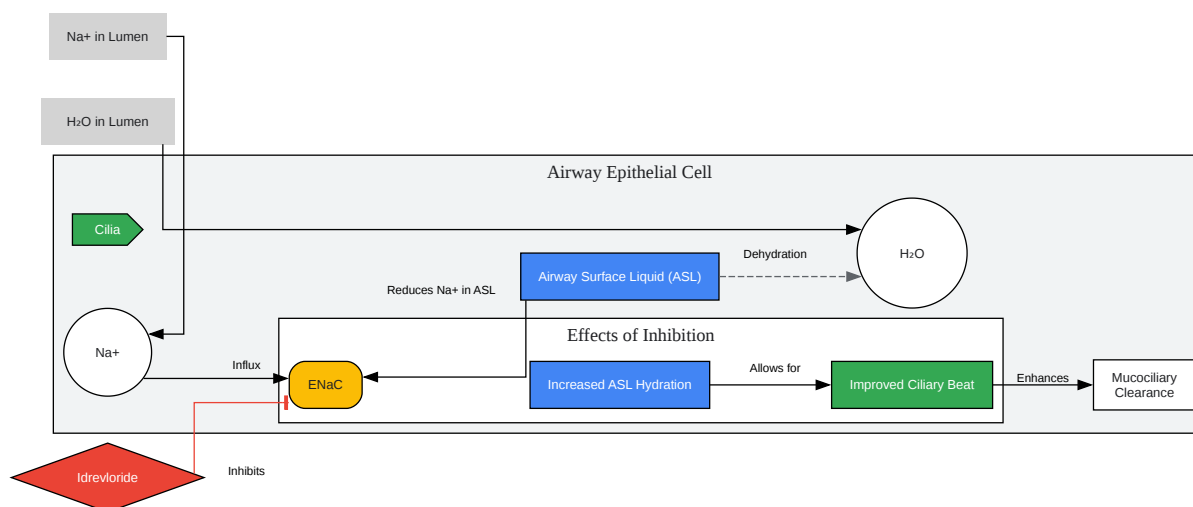 Na+ in Lumen
H₂O in Lumen
Airway Epithelial Cell
Cilia
H₂O
Dehydration
Airway Surface Liquid (ASL)
Reduces Na+ in ASL
Effects of Inhibition
Na+
Influx
ENaC
Increased ASL Hydration
Allows for
Improved Ciliary Beat
Enhances
Mucociliary
Clearance
Idrevloride
Inhibits